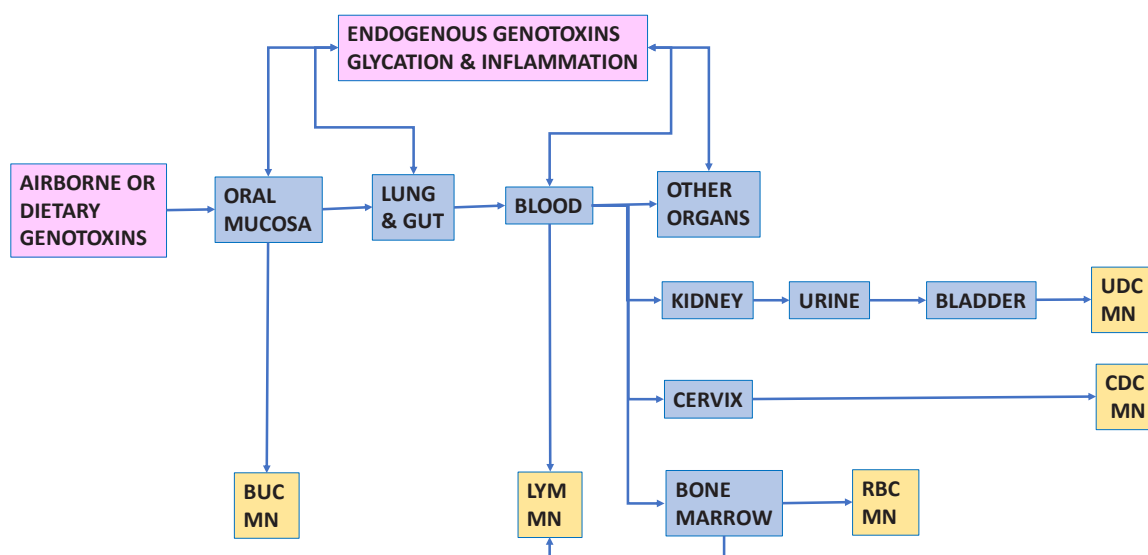 ENDOGENOUS GENOTOXINS
GLYCATION & INFLAMMATION
AIRBORNE OR
DIETARY
GENOTOXINS
ORAL
MUCOSA
LUNG
& GUT
BLOOD
OTHER
ORGANS
KIDNEY
URINE
BLADDER
UDC
MN
CERVIX
CDC
MN
BUC
MN
LYM
MN
BONE
MARROW
RBC
MN